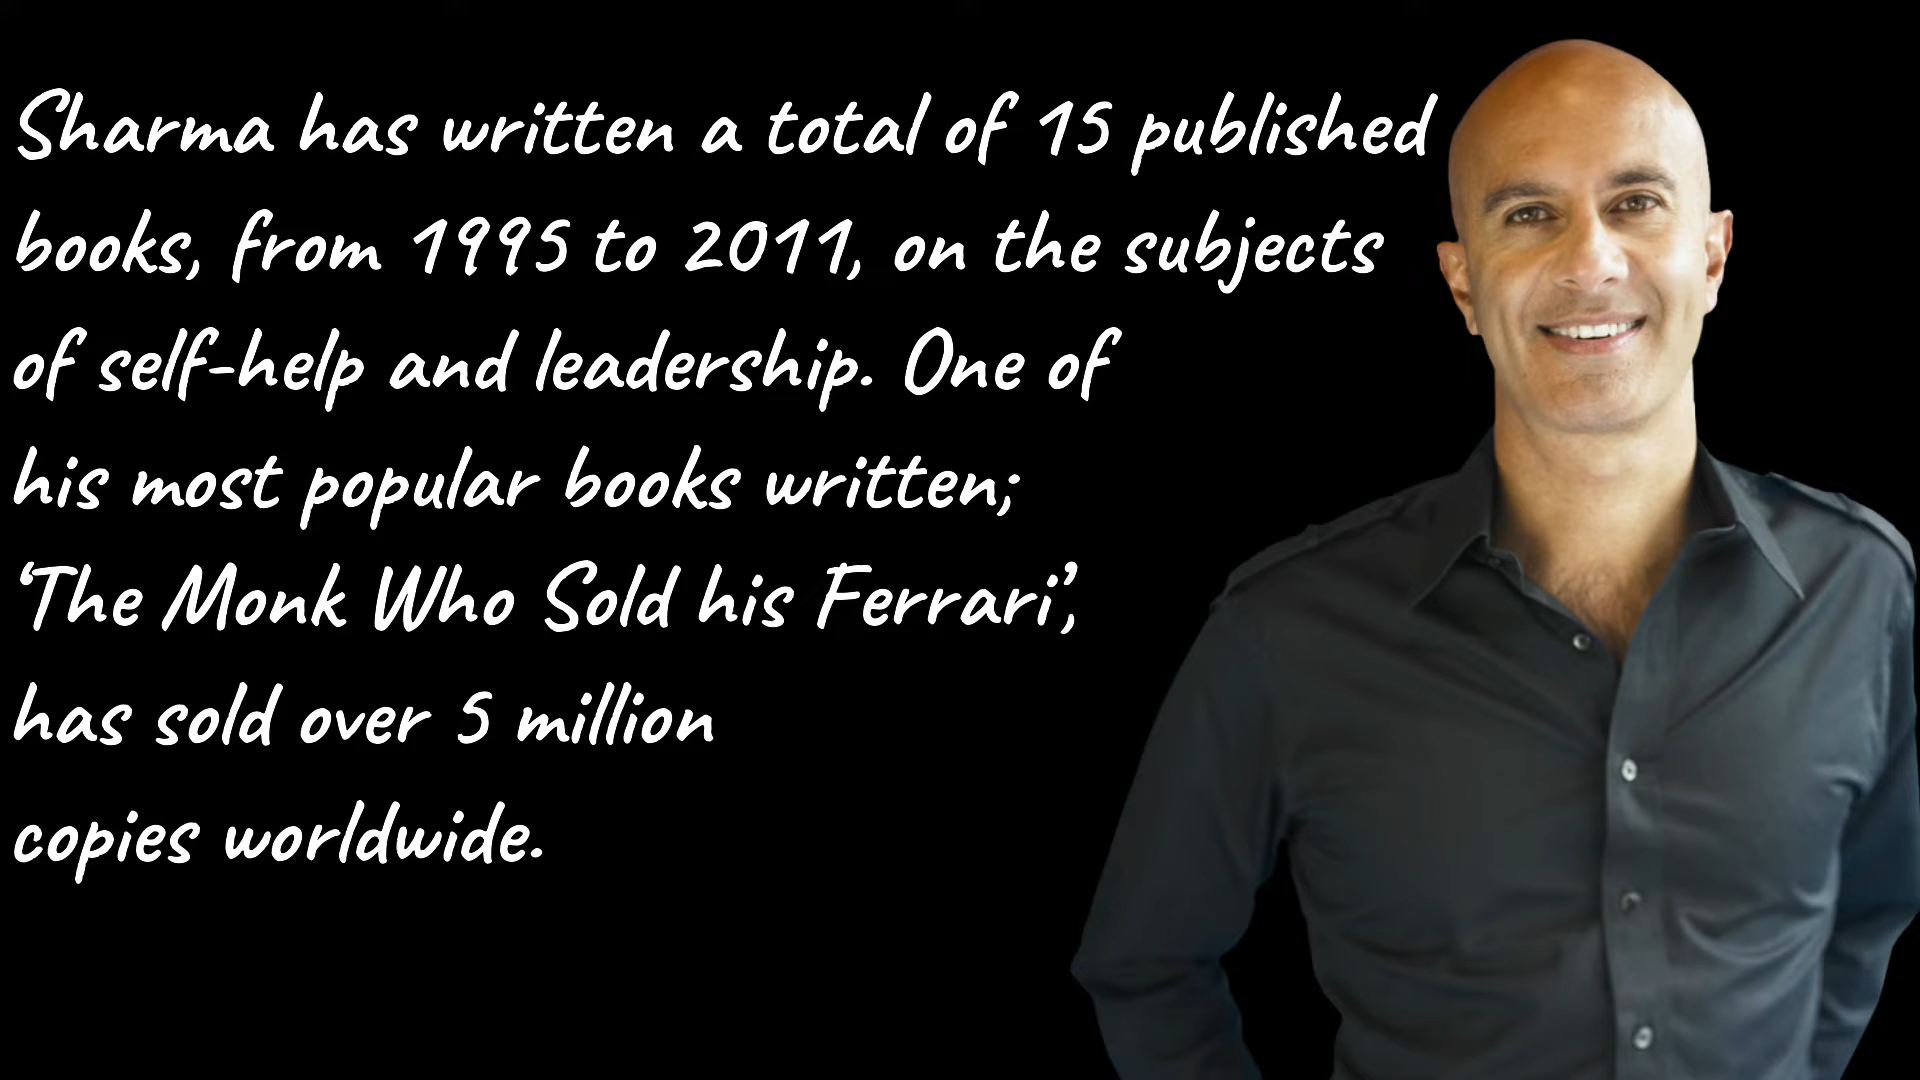 Sharma has written a total of 15 published
books, from 1995 to 2011, on the subjects
of self-help and leadership. One of
his most popular books written;
‘The Monk Who Sold his Ferrari’,
has sold over 5 million
copies worldwide.